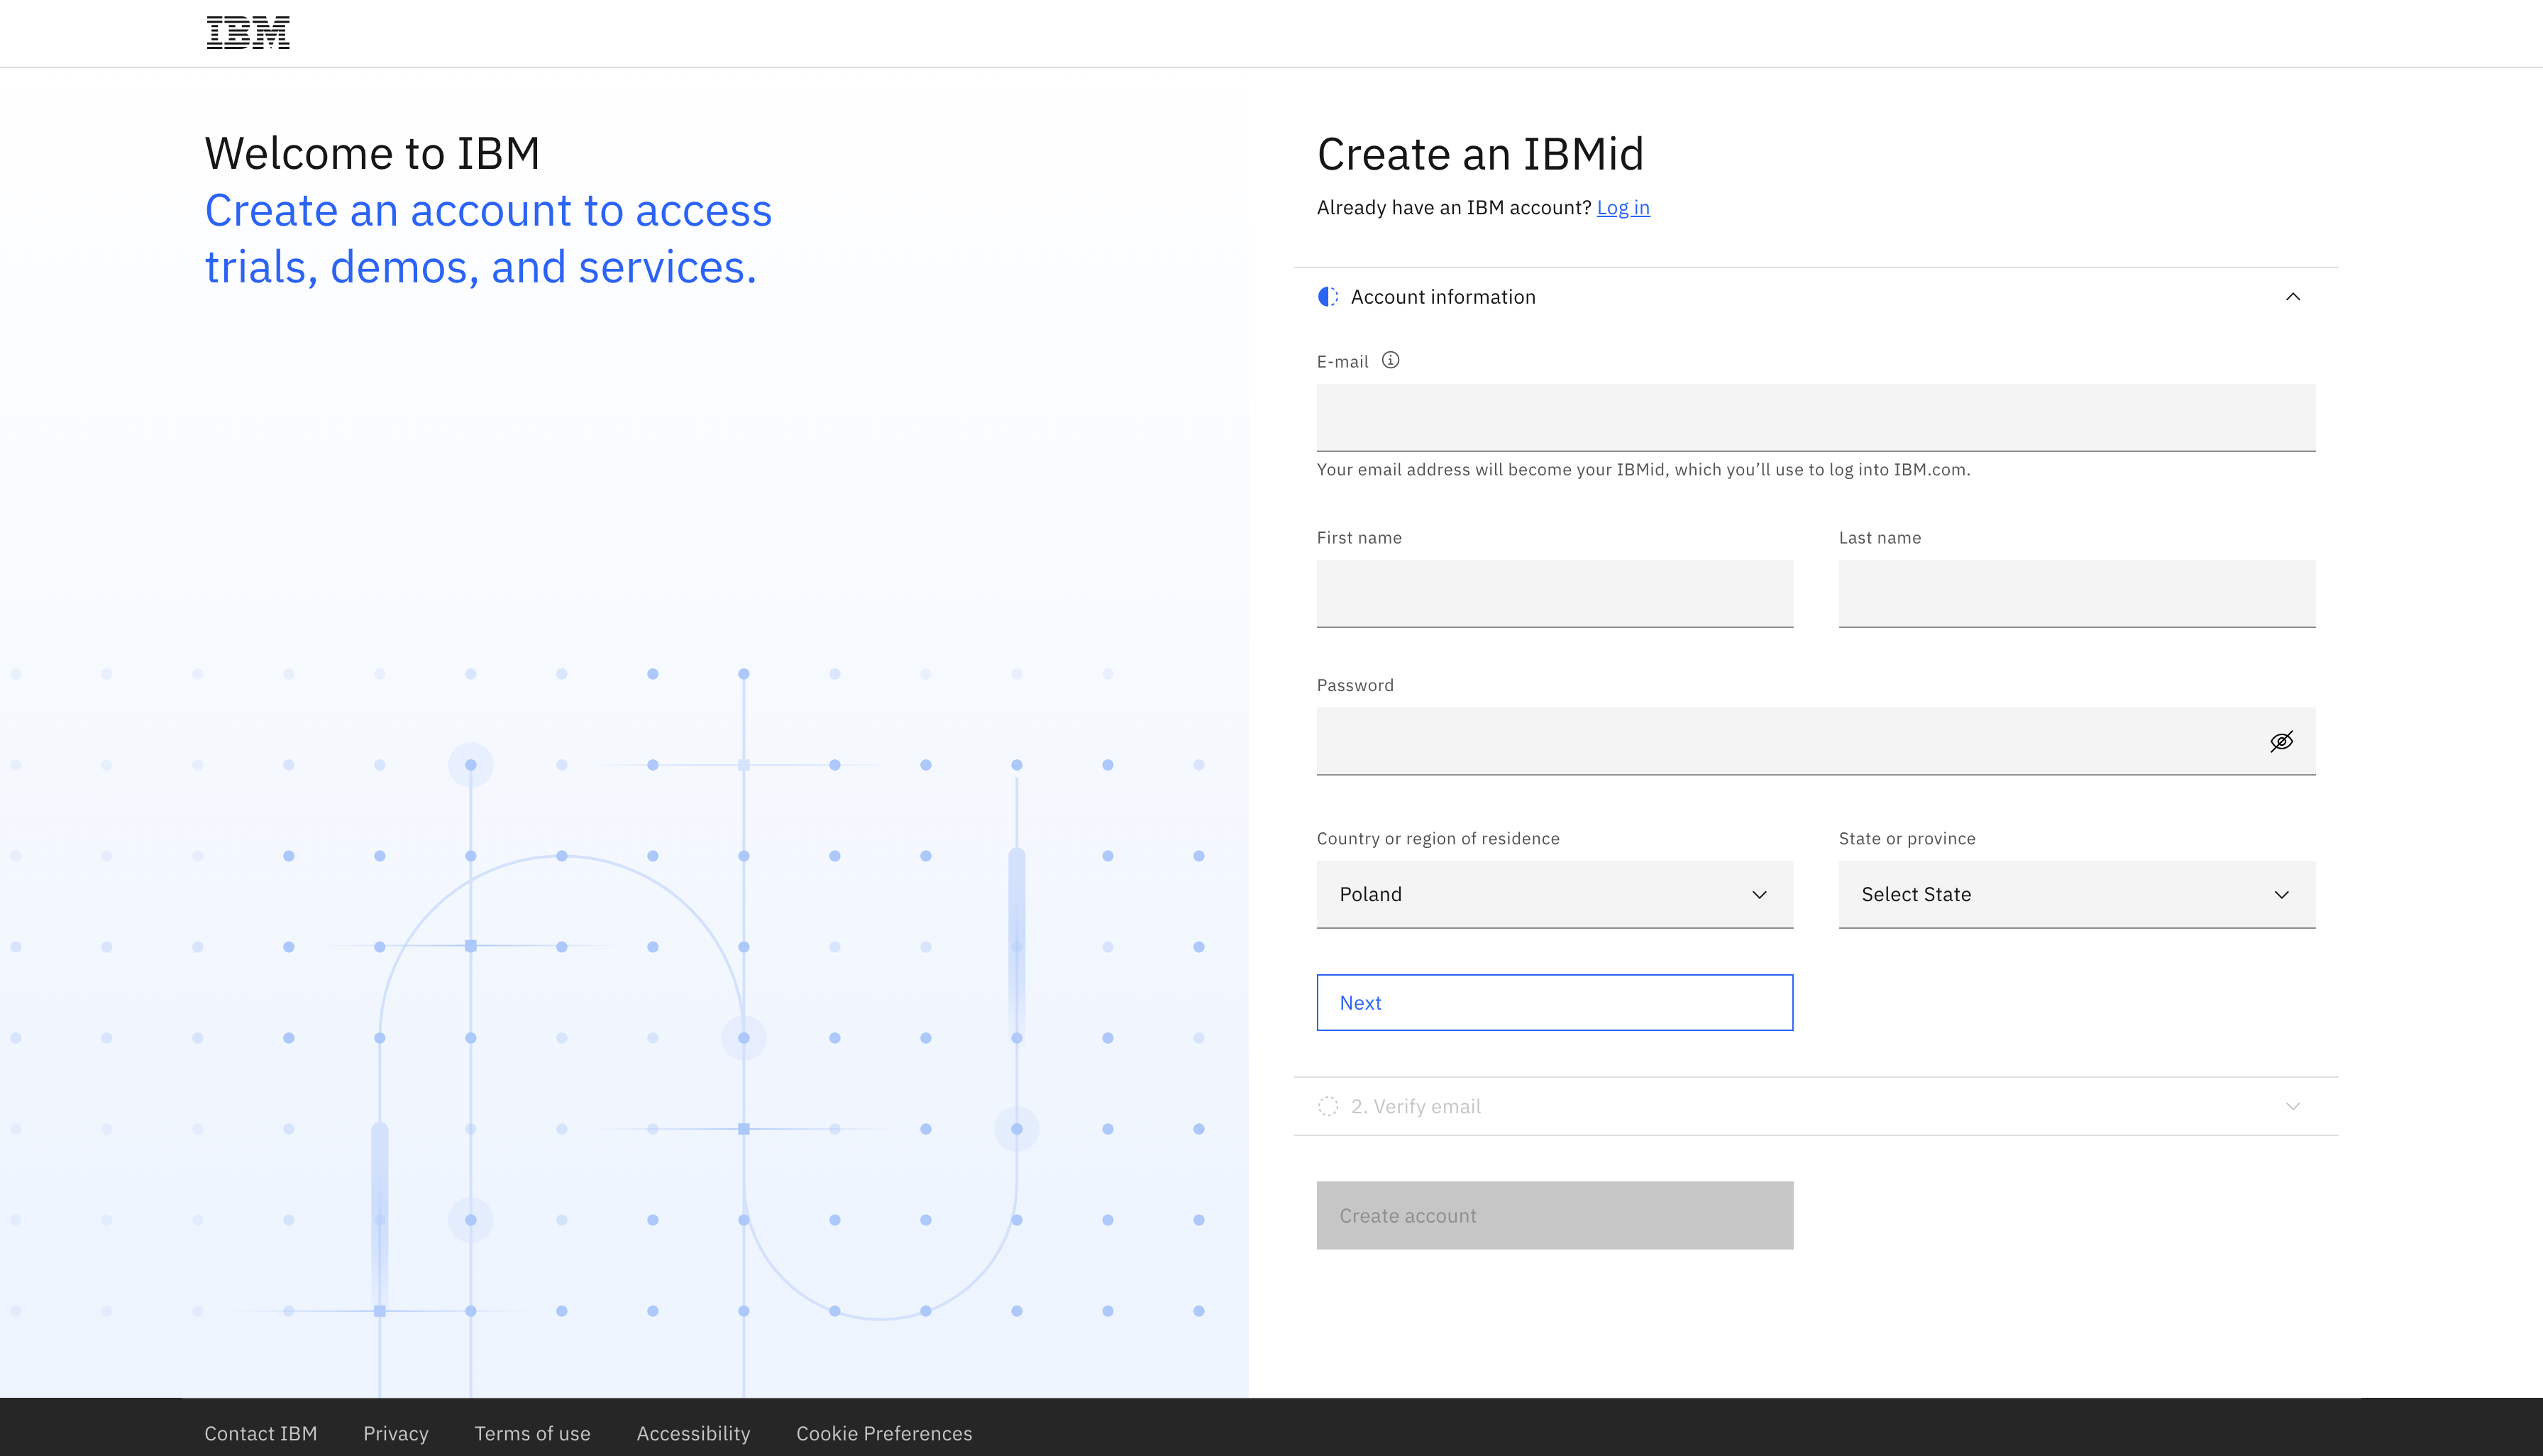 IBM
Welcome to IBM
Create an account to access
trials, demos, and services.
Create an IBMid
Already have an IBM account? Log in
Account information
E-mail
Your email address will become your IBMid, which you’ll use to log into IBM.com.
First name
Last name
Password
Country or region of residence
State or province
Poland
Select State
Next
2. Verify email
Create account
Contact IBM
Privacy
Terms of use
Accessibility
Cookie Preferences